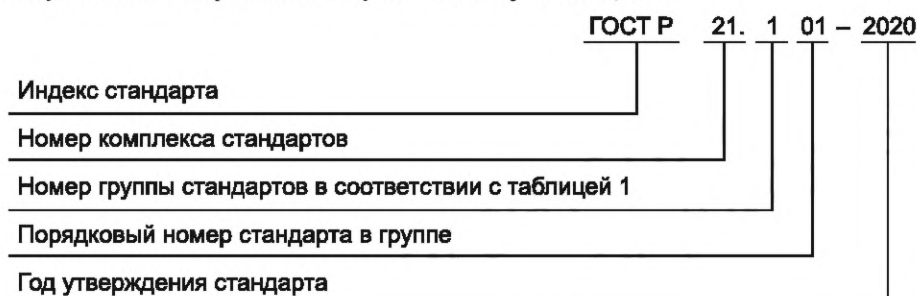 ГОСТ Р 21. 1 01 – 2020
Индекс стандарта
Номер комплекса стандартов
Номер группы стандартов в соответствии с таблицей 1
Порядковый номер стандарта в группе
Год утверждения стандарта